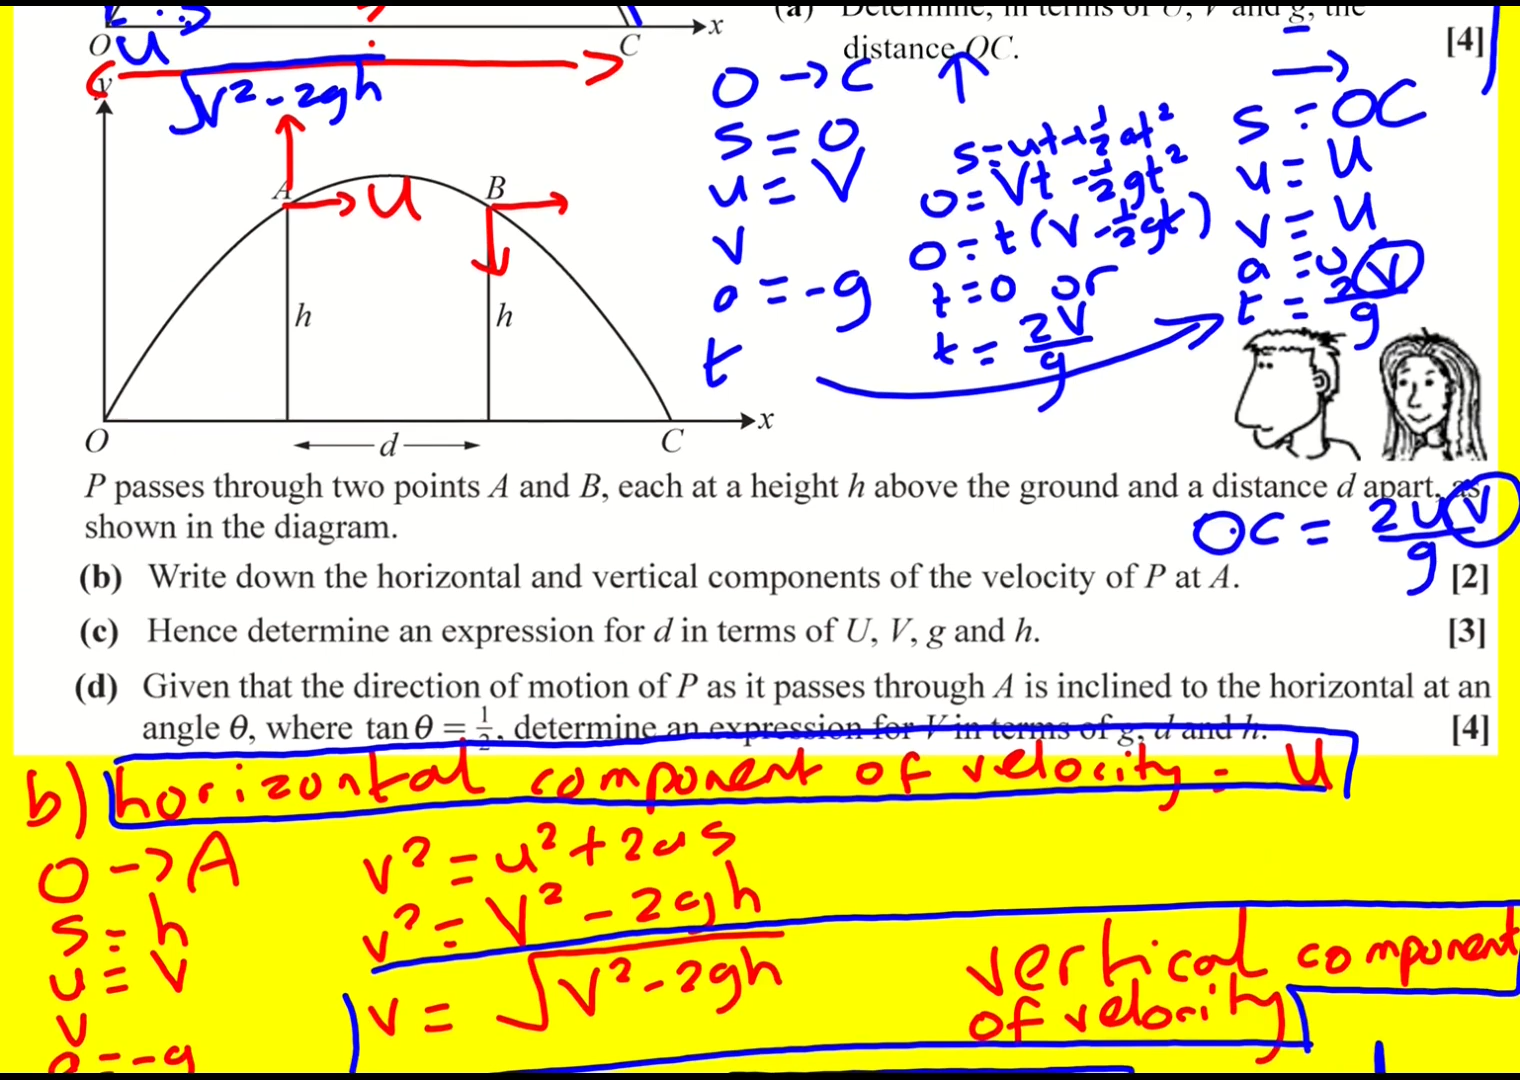 (a) Determine, in terms of U, V and g, the
distance OC. [4]
O C x
u
√V²-2gh
y
A B
U
h h
O d C x
O → C ↑
s = 0
u = V
v
a = -g
t
s=ut+½at²
0=Vt-½gt²
0=t(V-½gt)
t=0 or
t = 2V/g
→
s = OC
u = U
v = U
a = 0
t = 2V/g
P passes through two points A and B, each at a height h above the ground and a distance d apart, as
shown in the diagram.
OC = 2UV/g
(b) Write down the horizontal and vertical components of the velocity of P at A. [2]
(c) Hence determine an expression for d in terms of U, V, g and h. [3]
(d) Given that the direction of motion of P as it passes through A is inclined to the horizontal at an
angle θ, where tan θ = ½, determine an expression for V in terms of g, d and h. [4]
b) horizontal component of velocity = U
O → A
s = h
u = V
v
a = -g
v² = u² + 2as
v² = V² - 2gh
v = √V²-2gh
vertical component
of velocity